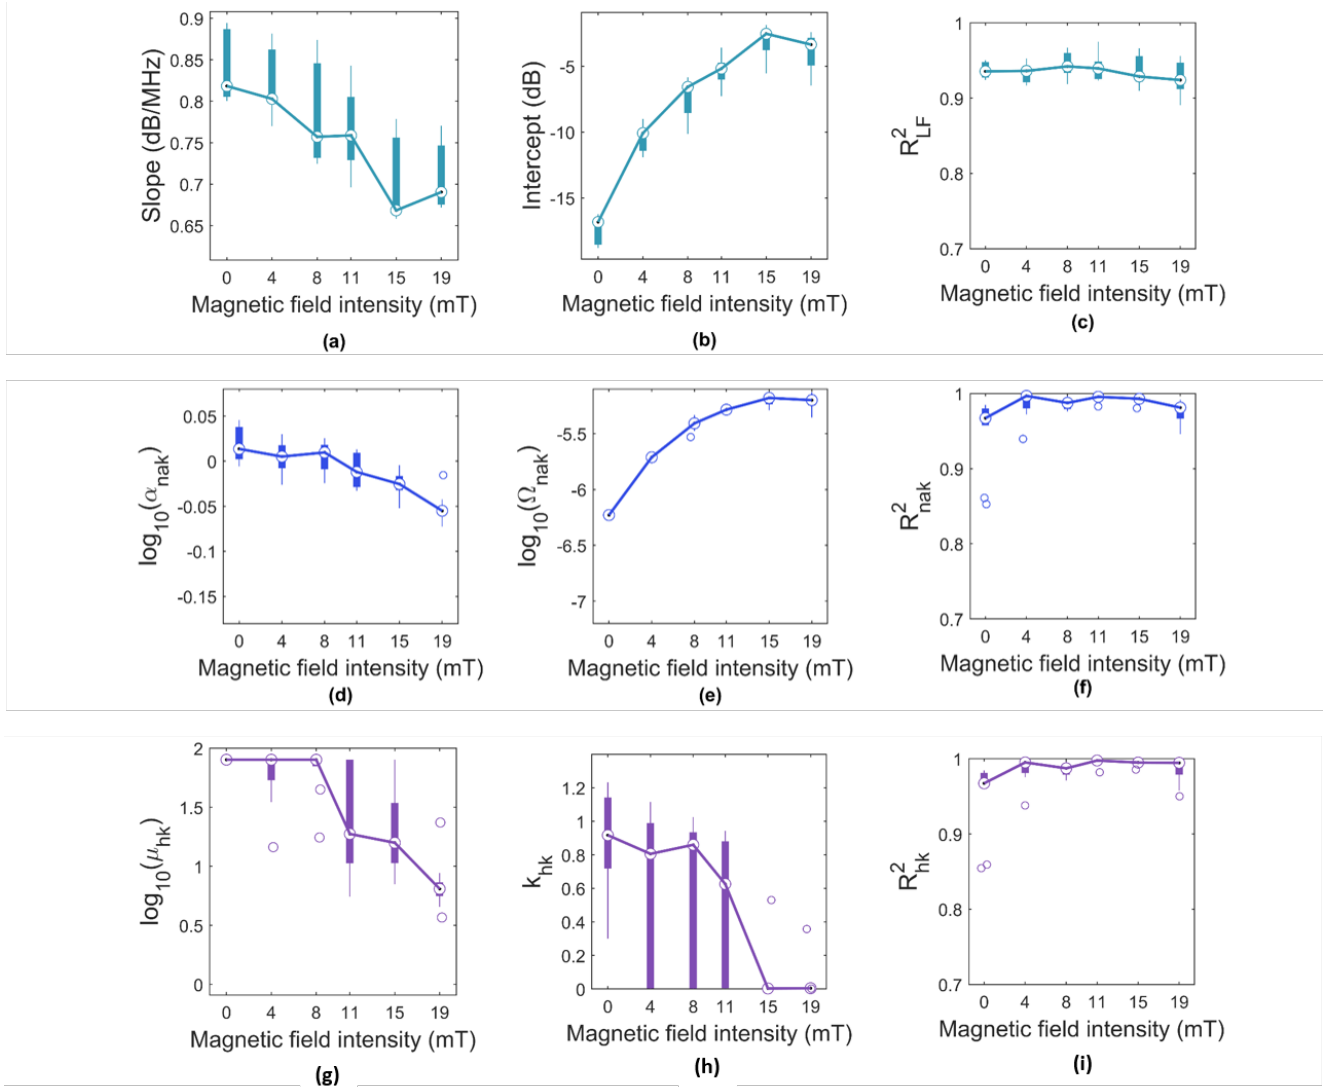 0.9
0.85
0.8
0.75
0.7
0.65
Slope (dB/MHz)
0 4 8 11 15 19
Magnetic field intensity (mT)
(a)
-5
-10
-15
Intercept (dB)
0 4 8 11 15 19
Magnetic field intensity (mT)
(b)
1
0.9
0.8
0.7
R²LF
0 4 8 11 15 19
Magnetic field intensity (mT)
(c)
0.05
0
-0.05
-0.1
-0.15
log10(αnak)
0 4 8 11 15 19
Magnetic field intensity (mT)
(d)
-5.5
-6
-6.5
-7
log10(Ωnak)
0 4 8 11 15 19
Magnetic field intensity (mT)
(e)
1
0.9
0.8
0.7
R²nak
0 4 8 11 15 19
Magnetic field intensity (mT)
(f)
2
1.5
1
0.5
0
log10(μhk)
0 4 8 11 15 19
Magnetic field intensity (mT)
(g)
1.2
1
0.8
0.6
0.4
0.2
0
khk
0 4 8 11 15 19
Magnetic field intensity (mT)
(h)
1
0.9
0.8
0.7
R²hk
0 4 8 11 15 19
Magnetic field intensity (mT)
(i)